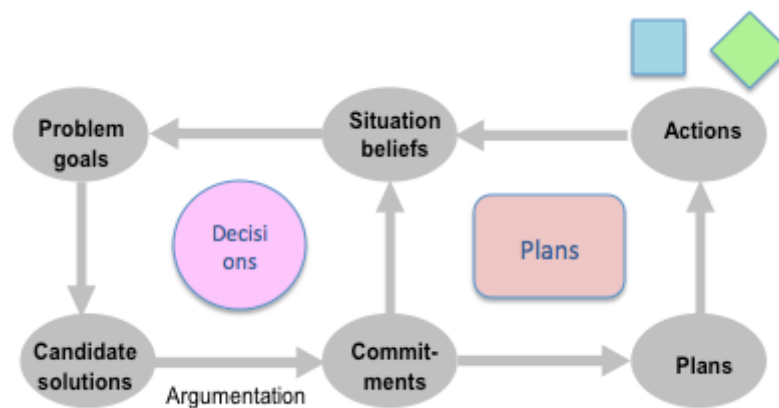 Problem
goals
Situation
beliefs
Actions
Decisi
ons
Plans
Candidate
solutions
Argumentation
Commit-
ments
Plans